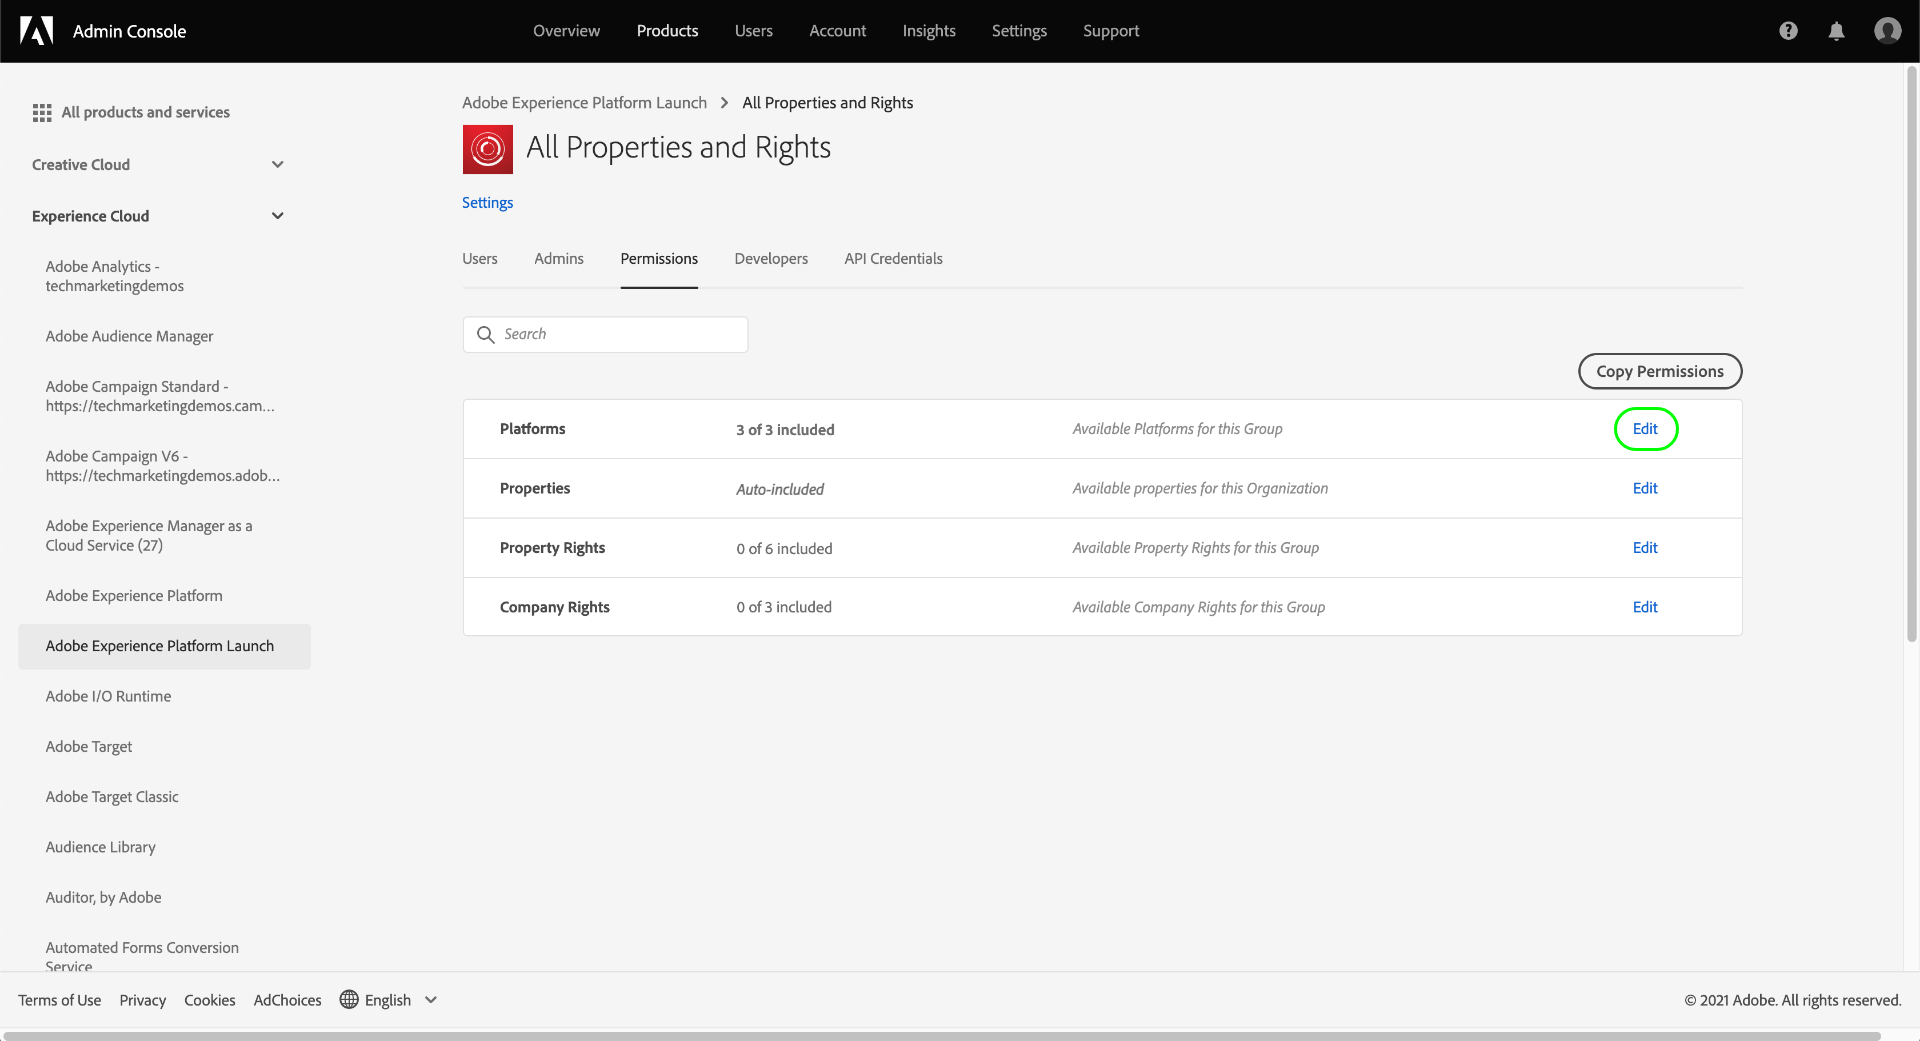 Admin Console
Overview Products Users Account Insights Settings Support
All products and services
Creative Cloud
Experience Cloud
Adobe Analytics -
techmarketingdemos
Adobe Audience Manager
Adobe Campaign Standard -
https://techmarketingdemos.cam...
Adobe Campaign V6 -
https://techmarketingdemos.adob...
Adobe Experience Manager as a
Cloud Service (27)
Adobe Experience Platform
Adobe Experience Platform Launch
Adobe I/O Runtime
Adobe Target
Adobe Target Classic
Audience Library
Auditor, by Adobe
Automated Forms Conversion
Service
Adobe Experience Platform Launch > All Properties and Rights
All Properties and Rights
Settings
Users Admins Permissions Developers API Credentials
Search
Copy Permissions
Platforms 3 of 3 included Available Platforms for this Group Edit
Properties Auto-included Available properties for this Organization Edit
Property Rights 0 of 6 included Available Property Rights for this Group Edit
Company Rights 0 of 3 included Available Company Rights for this Group Edit
Terms of Use Privacy Cookies AdChoices English
© 2021 Adobe. All rights reserved.